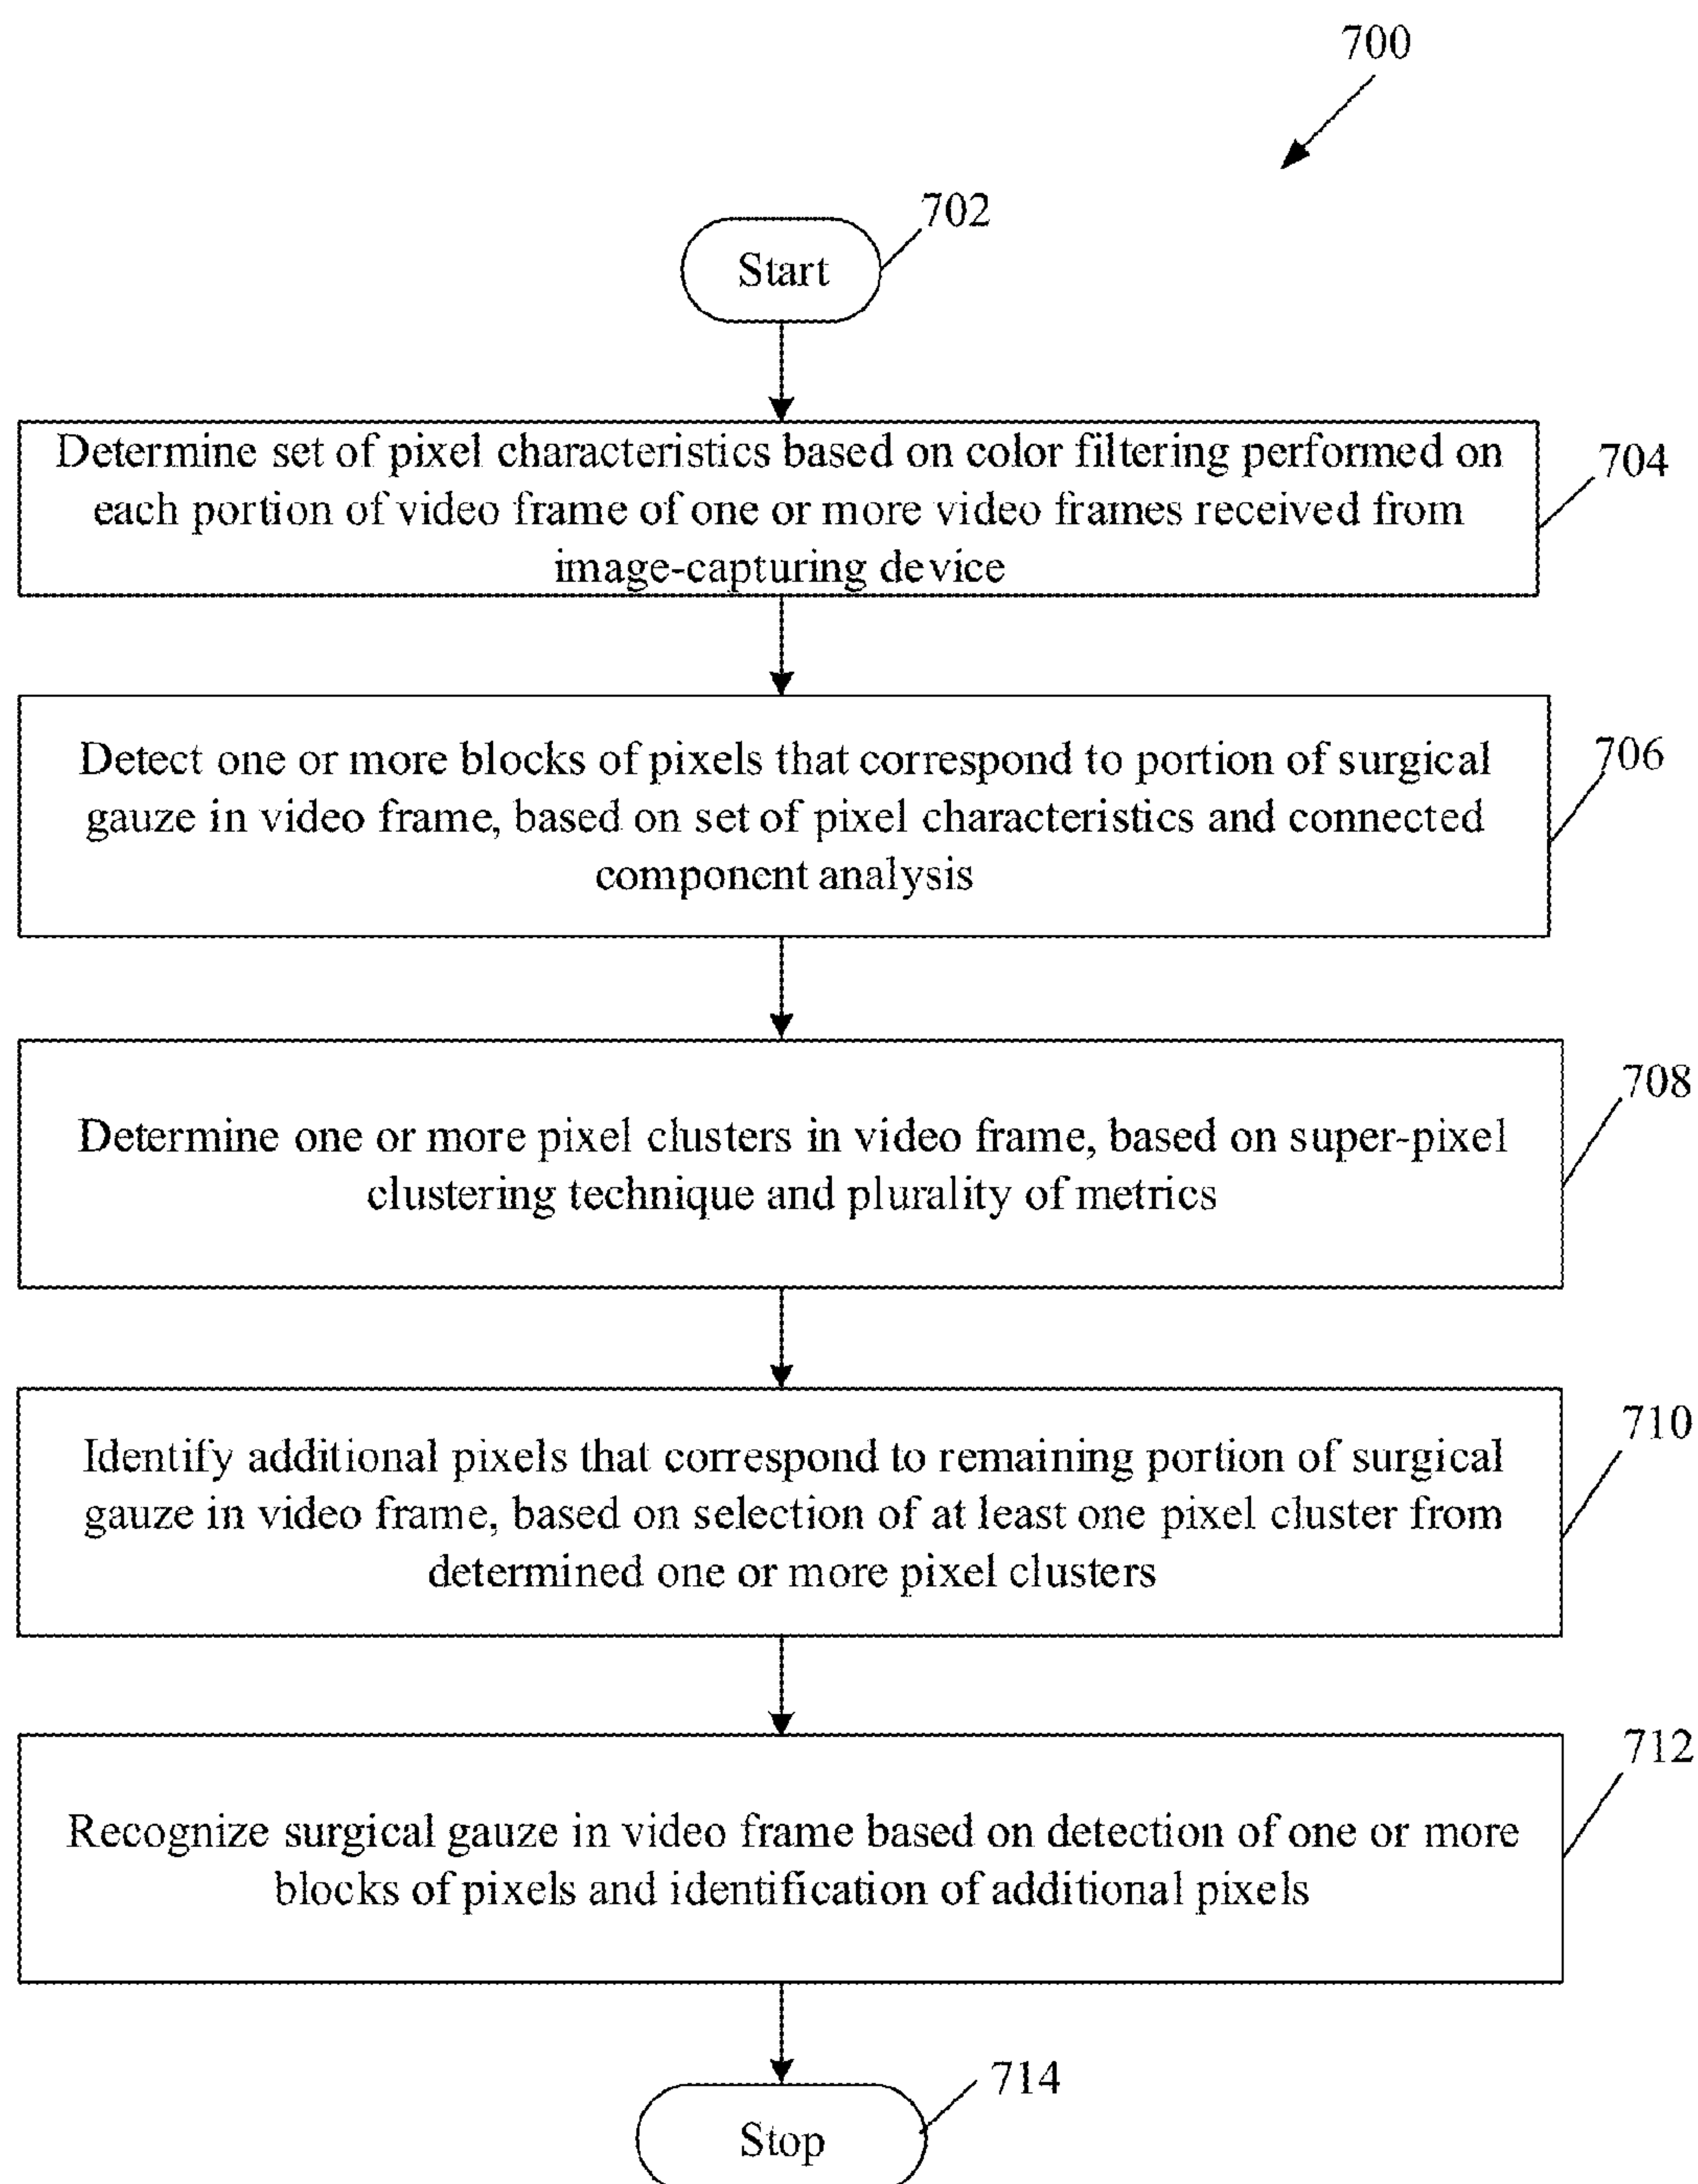 700
702
Start
Determine set of pixel characteristics based on color filtering performed on
each portion of video frame of one or more video frames received from
image-capturing device
704
Detect one or more blocks of pixels that correspond to portion of surgical
gauze in video frame, based on set of pixel characteristics and connected
component analysis
706
Determine one or more pixel clusters in video frame, based on super-pixel
clustering technique and plurality of metrics
708
Identify additional pixels that correspond to remaining portion of surgical
gauze in video frame, based on selection of at least one pixel cluster from
determined one or more pixel clusters
710
Recognize surgical gauze in video frame based on detection of one or more
blocks of pixels and identification of additional pixels
712
714
Stop